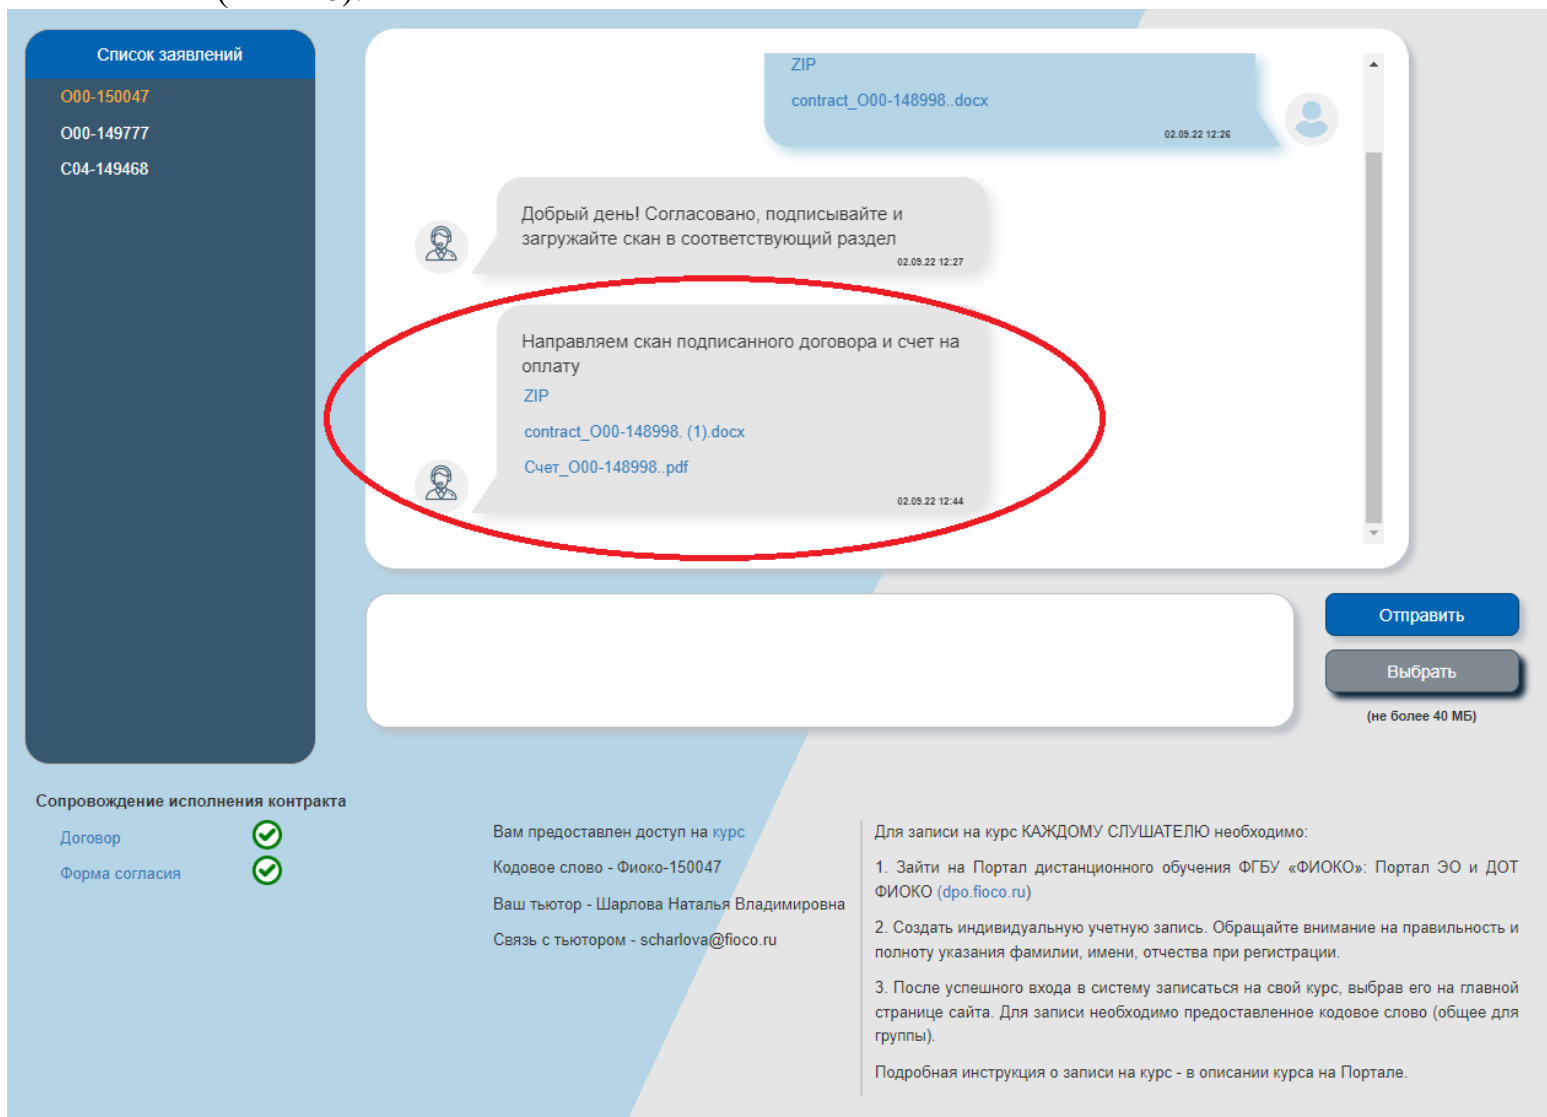 Список заявлений
О00-150047
О00-149777
С04-149468
ZIP
contract_O00-148998..docx
02.09.22 12:26
Добрый день! Согласовано, подписывайте и
загружайте скан в соответствующий раздел
02.09.22 12:27
Направляем скан подписанного договора и счет на
оплату
ZIP
contract_O00-148998. (1).docx
Счет_О00-148998..pdf
02.09.22 12:44
Отправить
Выбрать
(не более 40 МБ)
Сопровождение исполнения контракта
Договор
Форма согласия
Вам предоставлен доступ на курс
Кодовое слово - Фиоко-150047
Ваш тьютор - Шарлова Наталья Владимировна
Связь с тьютором - scharlova@fioco.ru
Для записи на курс КАЖДОМУ СЛУШАТЕЛЮ необходимо:
1. Зайти на Портал дистанционного обучения ФГБУ «ФИОКО»: Портал ЭО и ДОТ
ФИОКО (dpo.fioco.ru)
2. Создать индивидуальную учетную запись. Обращайте внимание на правильность и
полноту указания фамилии, имени, отчества при регистрации.
3. После успешного входа в систему записаться на свой курс, выбрав его на главной
странице сайта. Для записи необходимо предоставленное кодовое слово (общее для
группы).
Подробная инструкция о записи на курс - в описании курса на Портале.